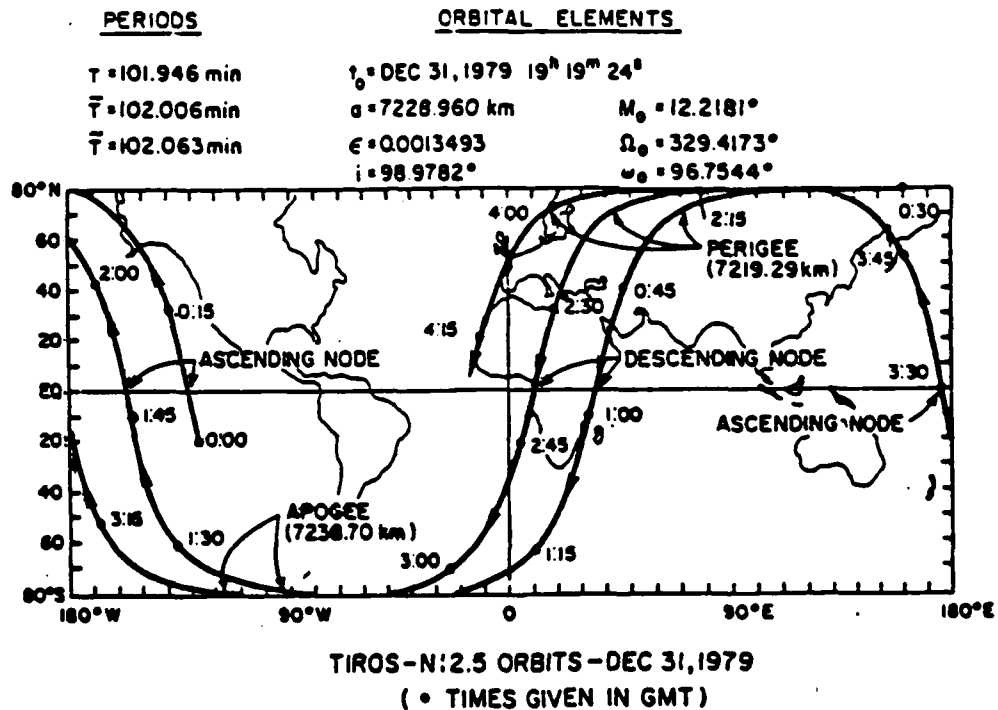 PERIODS
ORBITAL ELEMENTS
T = 101.946 min
T̄ = 102.006 min
T̿ = 102.063 min
t₀ = DEC 31, 1979 19ʰ 19ᵐ 24ˢ
a = 7228.960 km
ϵ = 0.0013493
i = 98.9782°
M₀ = 12.2181°
Ω₀ = 329.4173°
ω₀ = 96.7544°
80°N
60
40
20
EQ
20
40
60
80°S
180°W
90°W
0
90°E
180°E
2:00
0:15
4:00
2:15
0:30
PERIGEE
(7219.29 km)
3:45
2:30
0:45
4:15
ASCENDING NODE
DESCENDING NODE
3:30
1:45
0:00
1:00
ASCENDING NODE
2:45
APOGEE
(7238.70 km)
3:15
1:30
3:00
1:15
TIROS-N: 2.5 ORBITS - DEC 31, 1979
( • TIMES GIVEN IN GMT )